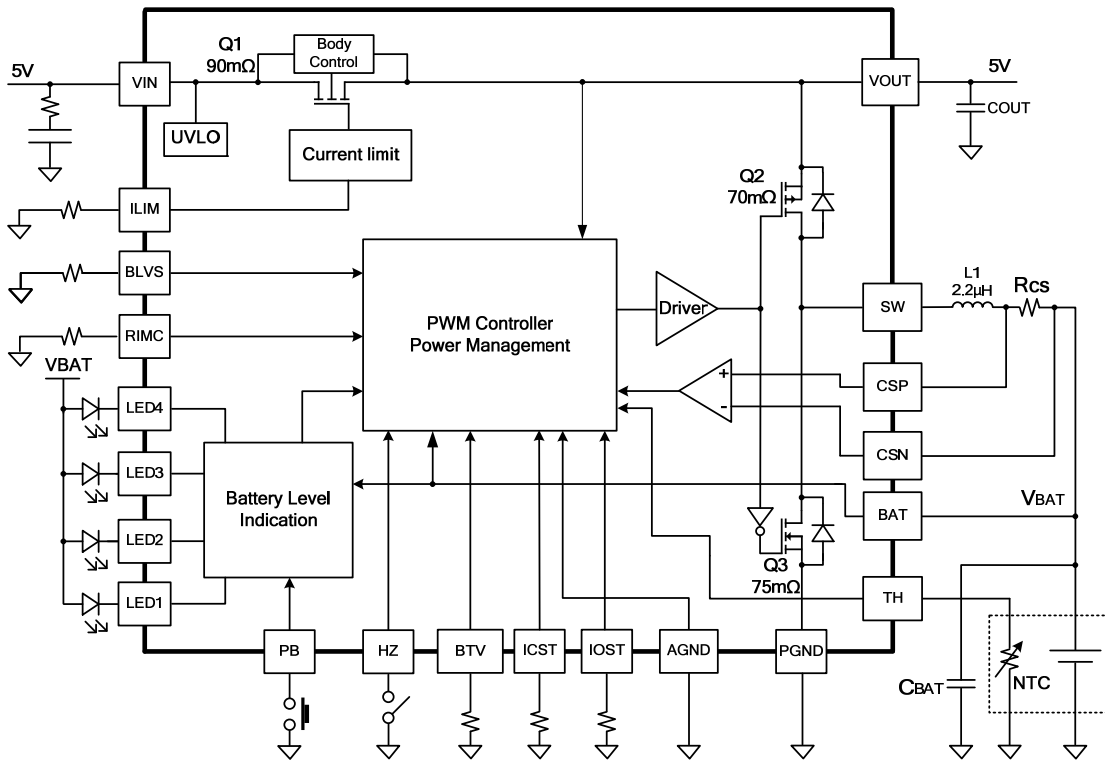 Q1
90mΩ
Body
Control
5V
VIN
VOUT
5V
COUT
UVLO
Current limit
Q2
70mΩ
ILIM
BLVS
L1
2.2µH
Rcs
SW
Driver
PWM Controller
Power Management
RIMC
VBAT
+
-
CSP
LED4
CSN
LED3
Battery Level
Indication
VBAT
BAT
LED2
Q3
75mΩ
TH
LED1
PB
HZ
BTV
ICST
IOST
AGND
PGND
CBAT
NTC